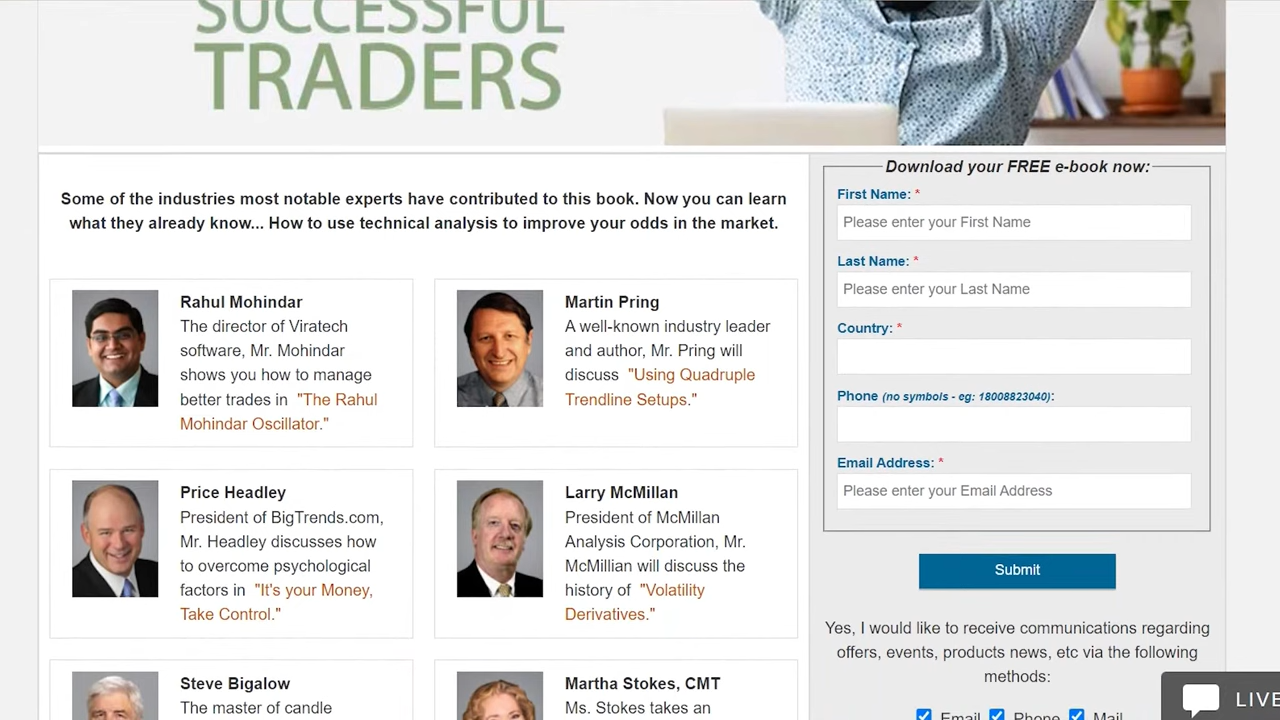 SUCCESSFUL
TRADERS
Some of the industries most notable experts have contributed to this book. Now you can learn
what they already know... How to use technical analysis to improve your odds in the market.
Rahul Mohindar
The director of Viratech
software, Mr. Mohindar
shows you how to manage
better trades in "The Rahul
Mohindar Oscillator."
Martin Pring
A well-known industry leader
and author, Mr. Pring will
discuss "Using Quadruple
Trendline Setups."
Price Headley
President of BigTrends.com,
Mr. Headley discusses how
to overcome psychological
factors in "It's your Money,
Take Control."
Larry McMillan
President of McMillan
Analysis Corporation, Mr.
McMillian will discuss the
history of "Volatility
Derivatives."
Steve Bigalow
The master of candle
Martha Stokes, CMT
Ms. Stokes takes an
Download your FREE e-book now:
First Name: *
Please enter your First Name
Last Name: *
Please enter your Last Name
Country: *
Phone (no symbols - eg: 18008823040):
Email Address: *
Please enter your Email Address
Submit
Yes, I would like to receive communications regarding
offers, events, products news, etc via the following
methods:
Email Phone Mail
LIVE